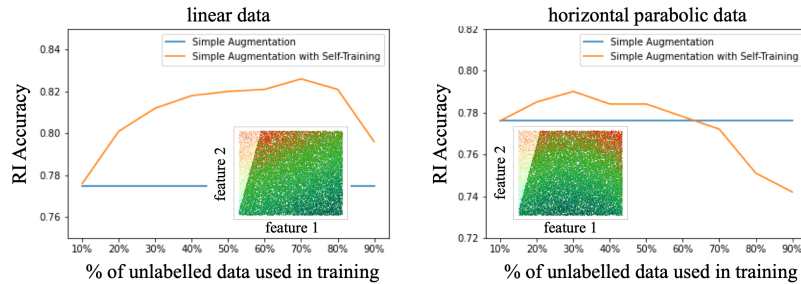 linear data
Simple Augmentation
Simple Augmentation with Self-Training
0.84
0.82
0.80
0.78
0.76
RI Accuracy
feature 2
feature 1
10% 20% 30% 40% 50% 60% 70% 80% 90%
% of unlabelled data used in training
horizontal parabolic data
Simple Augmentation
Simple Augmentation with Self-Training
0.82
0.80
0.78
0.76
0.74
0.72
RI Accuracy
feature 2
feature 1
10% 20% 30% 40% 50% 60% 70% 80% 90%
% of unlabelled data used in training